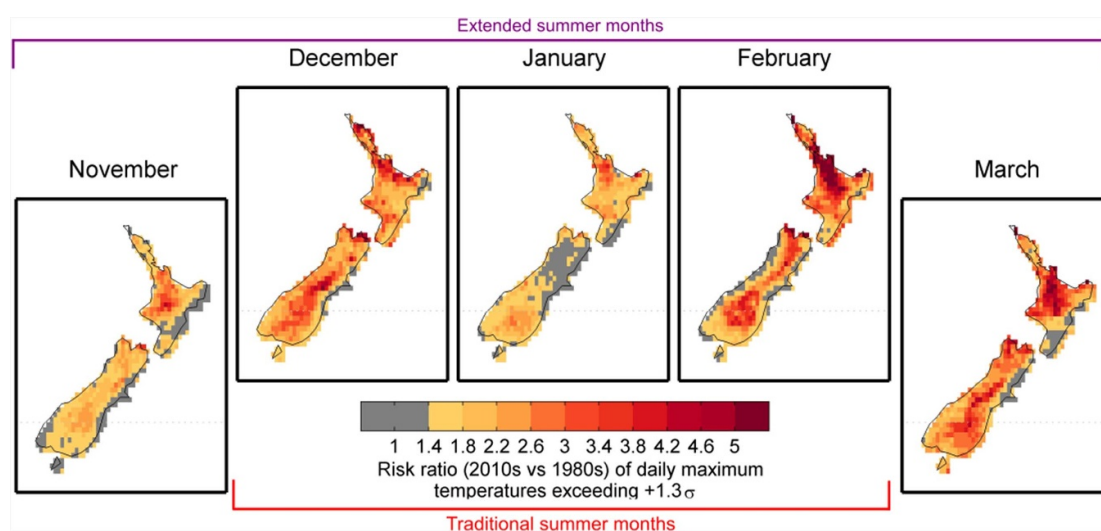 Extended summer months
December
January
February
November
March
1 1.4 1.8 2.2 2.6 3 3.4 3.8 4.2 4.6 5
Risk ratio (2010s vs 1980s) of daily maximum
temperatures exceeding +1.3σ
Traditional summer months